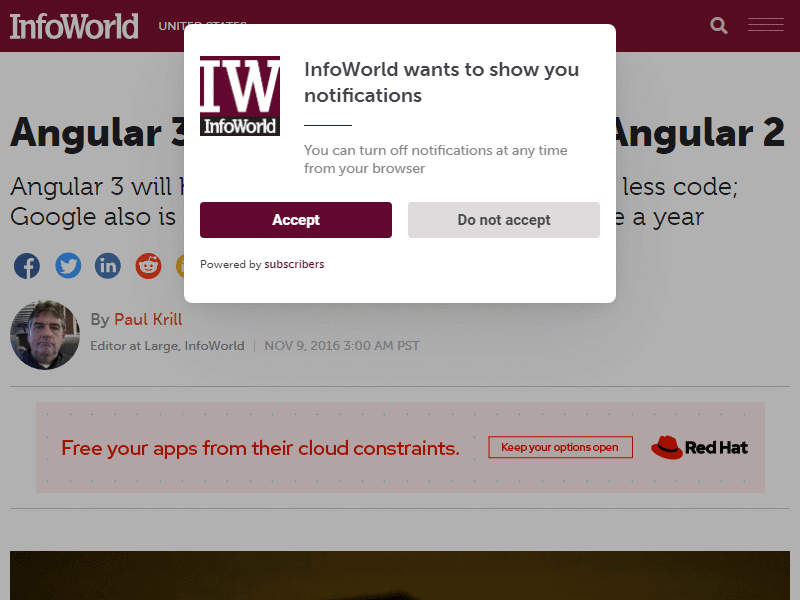 InfoWorld
UNITED STATES
IW
InfoWorld
InfoWorld wants to show you
notifications
You can turn off notifications at any time
from your browser
Accept
Do not accept
Powered by subscribers
Angular 3
Angular 2
Angular 3 will
less code;
Google also is
a year
By Paul Krill
Editor at Large, InfoWorld | NOV 9, 2016 3:00 AM PST
Free your apps from their cloud constraints.
Keep your options open
Red Hat